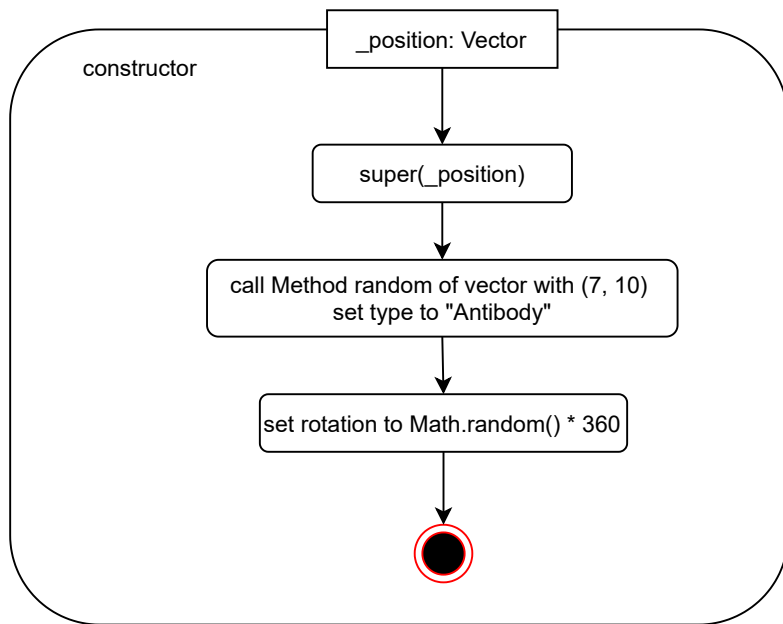 _position: Vector
constructor
super(_position)
call Method random of vector with (7, 10)
set type to "Antibody"
set rotation to Math.random() * 360